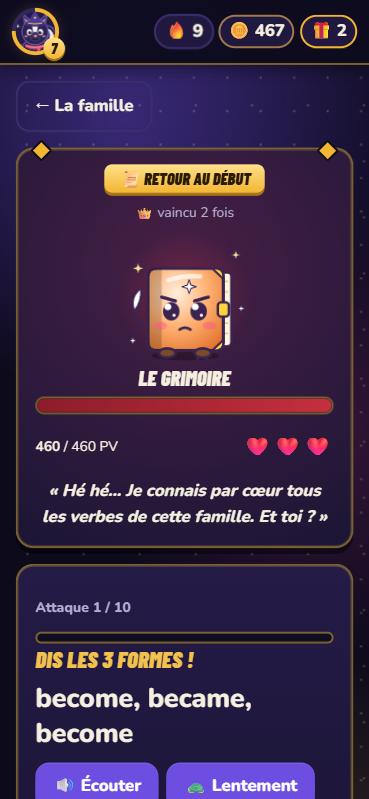 7
9
467
2
← La famille
RETOUR AU DÉBUT
vaincu 2 fois
LE GRIMOIRE
460 / 460 PV
« Hé hé… Je connais par cœur tous
les verbes de cette famille. Et toi ? »
Attaque 1 / 10
DIS LES 3 FORMES !
become, became,
become
Écouter
Lentement